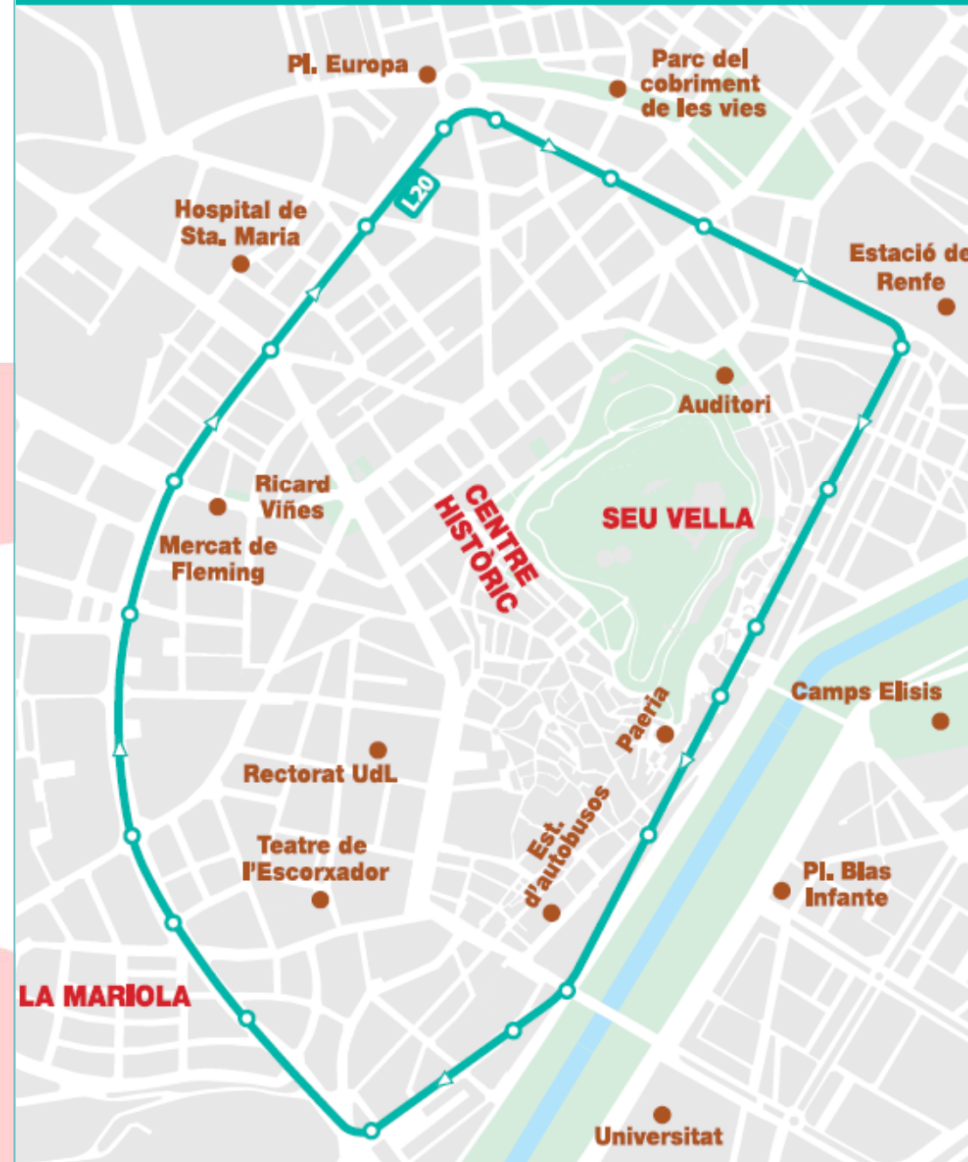 Pl. Europa
Parc del
cobriment
de les vies
L20
Hospital de
Sta. Maria
Estació de
Renfe
Auditori
Ricard
Viñes
CENTRE
HISTÒRIC
SEU VELLA
Mercat de
Fleming
Camps Elisis
Paeria
Rectorat UdL
Est.
d'autobusos
Teatre de
l'Escorxador
Pl. Blas
Infante
LA MARIOLA
Universitat